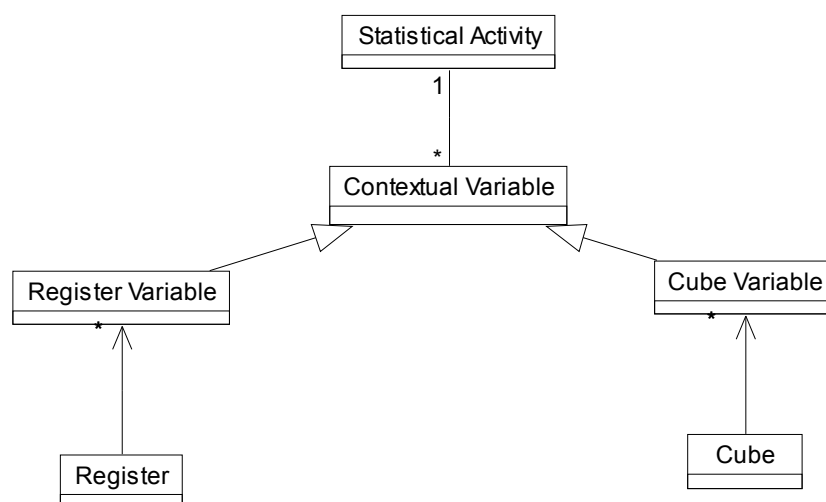 Statistical Activity
1
*
Contextual Variable
Register Variable
*
Cube Variable
*
Register
Cube